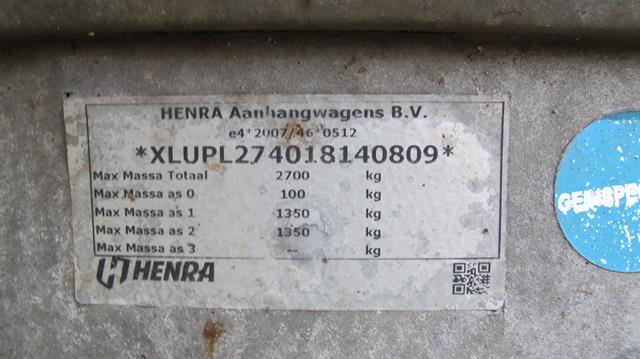 HENRA Aanhangwagens B.V.
e4*2007/46*0512
*XLUPL274018140809*
Max Massa Totaal 2700 kg
Max Massa as 0 100 kg
Max Massa as 1 1350 kg
Max Massa as 2 1350 kg
Max Massa as 3 -- kg
HENRA
GEÏNSPEC